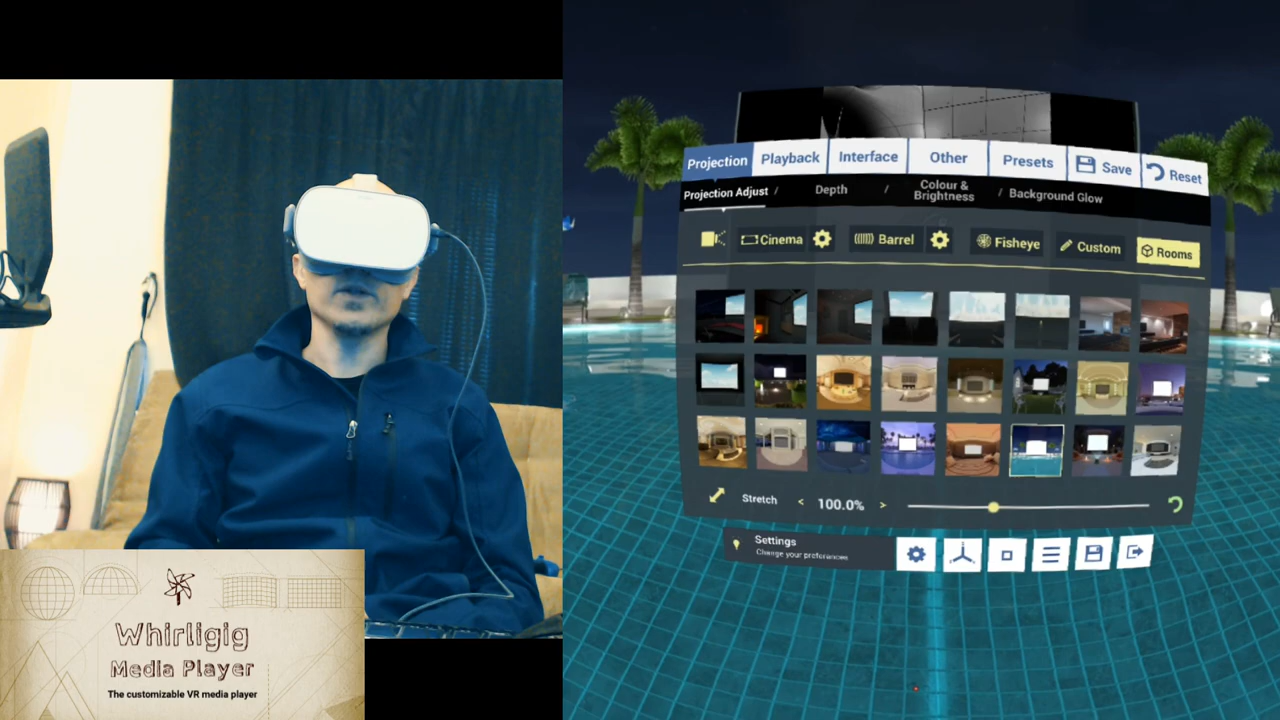 Projection
Playback
Interface
Other
Presets
Save
Reset
Projection Adjust / Depth / Colour & Brightness / Background Glow
Cinema
Barrel
Fisheye
Custom
Rooms
Stretch < 100.0% >
Settings
Change your preferences
Whirligig
Media Player
The customizable VR media player